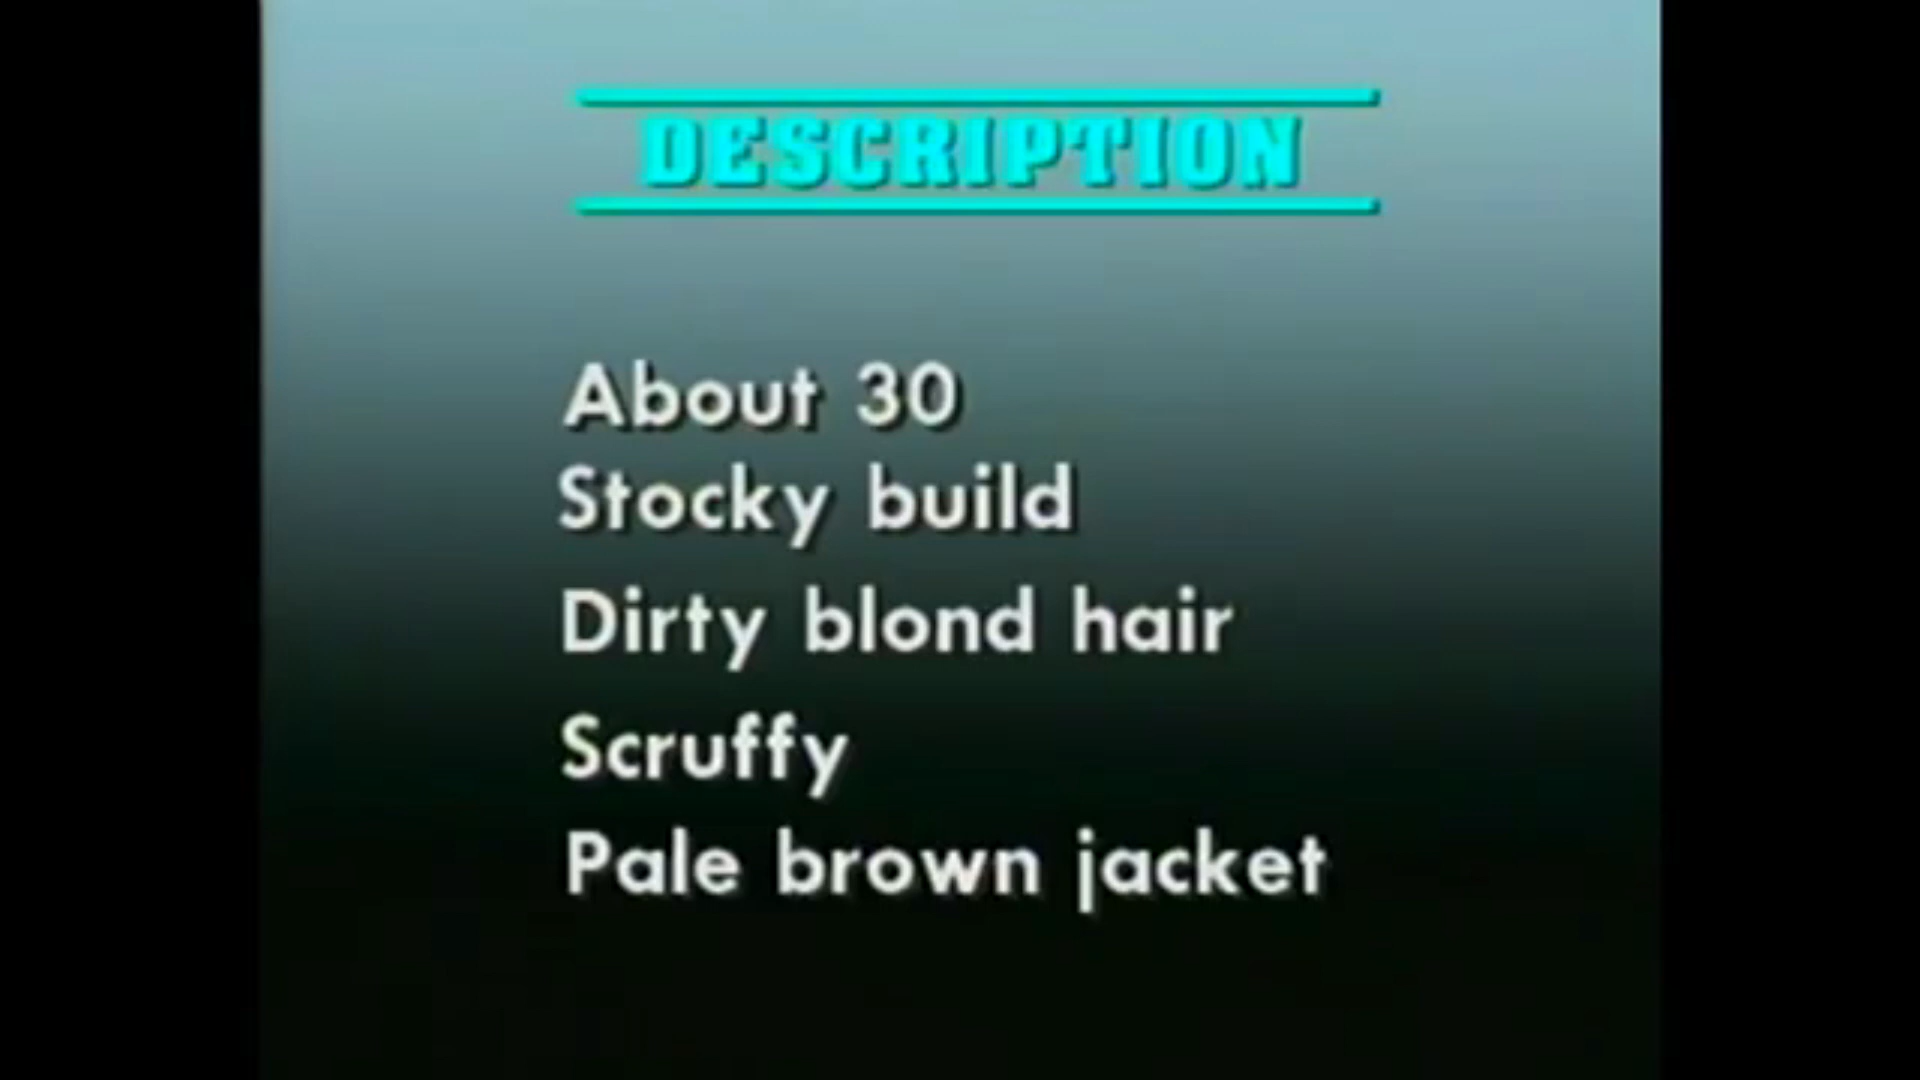 DESCRIPTION
About 30
Stocky build
Dirty blond hair
Scruffy
Pale brown jacket